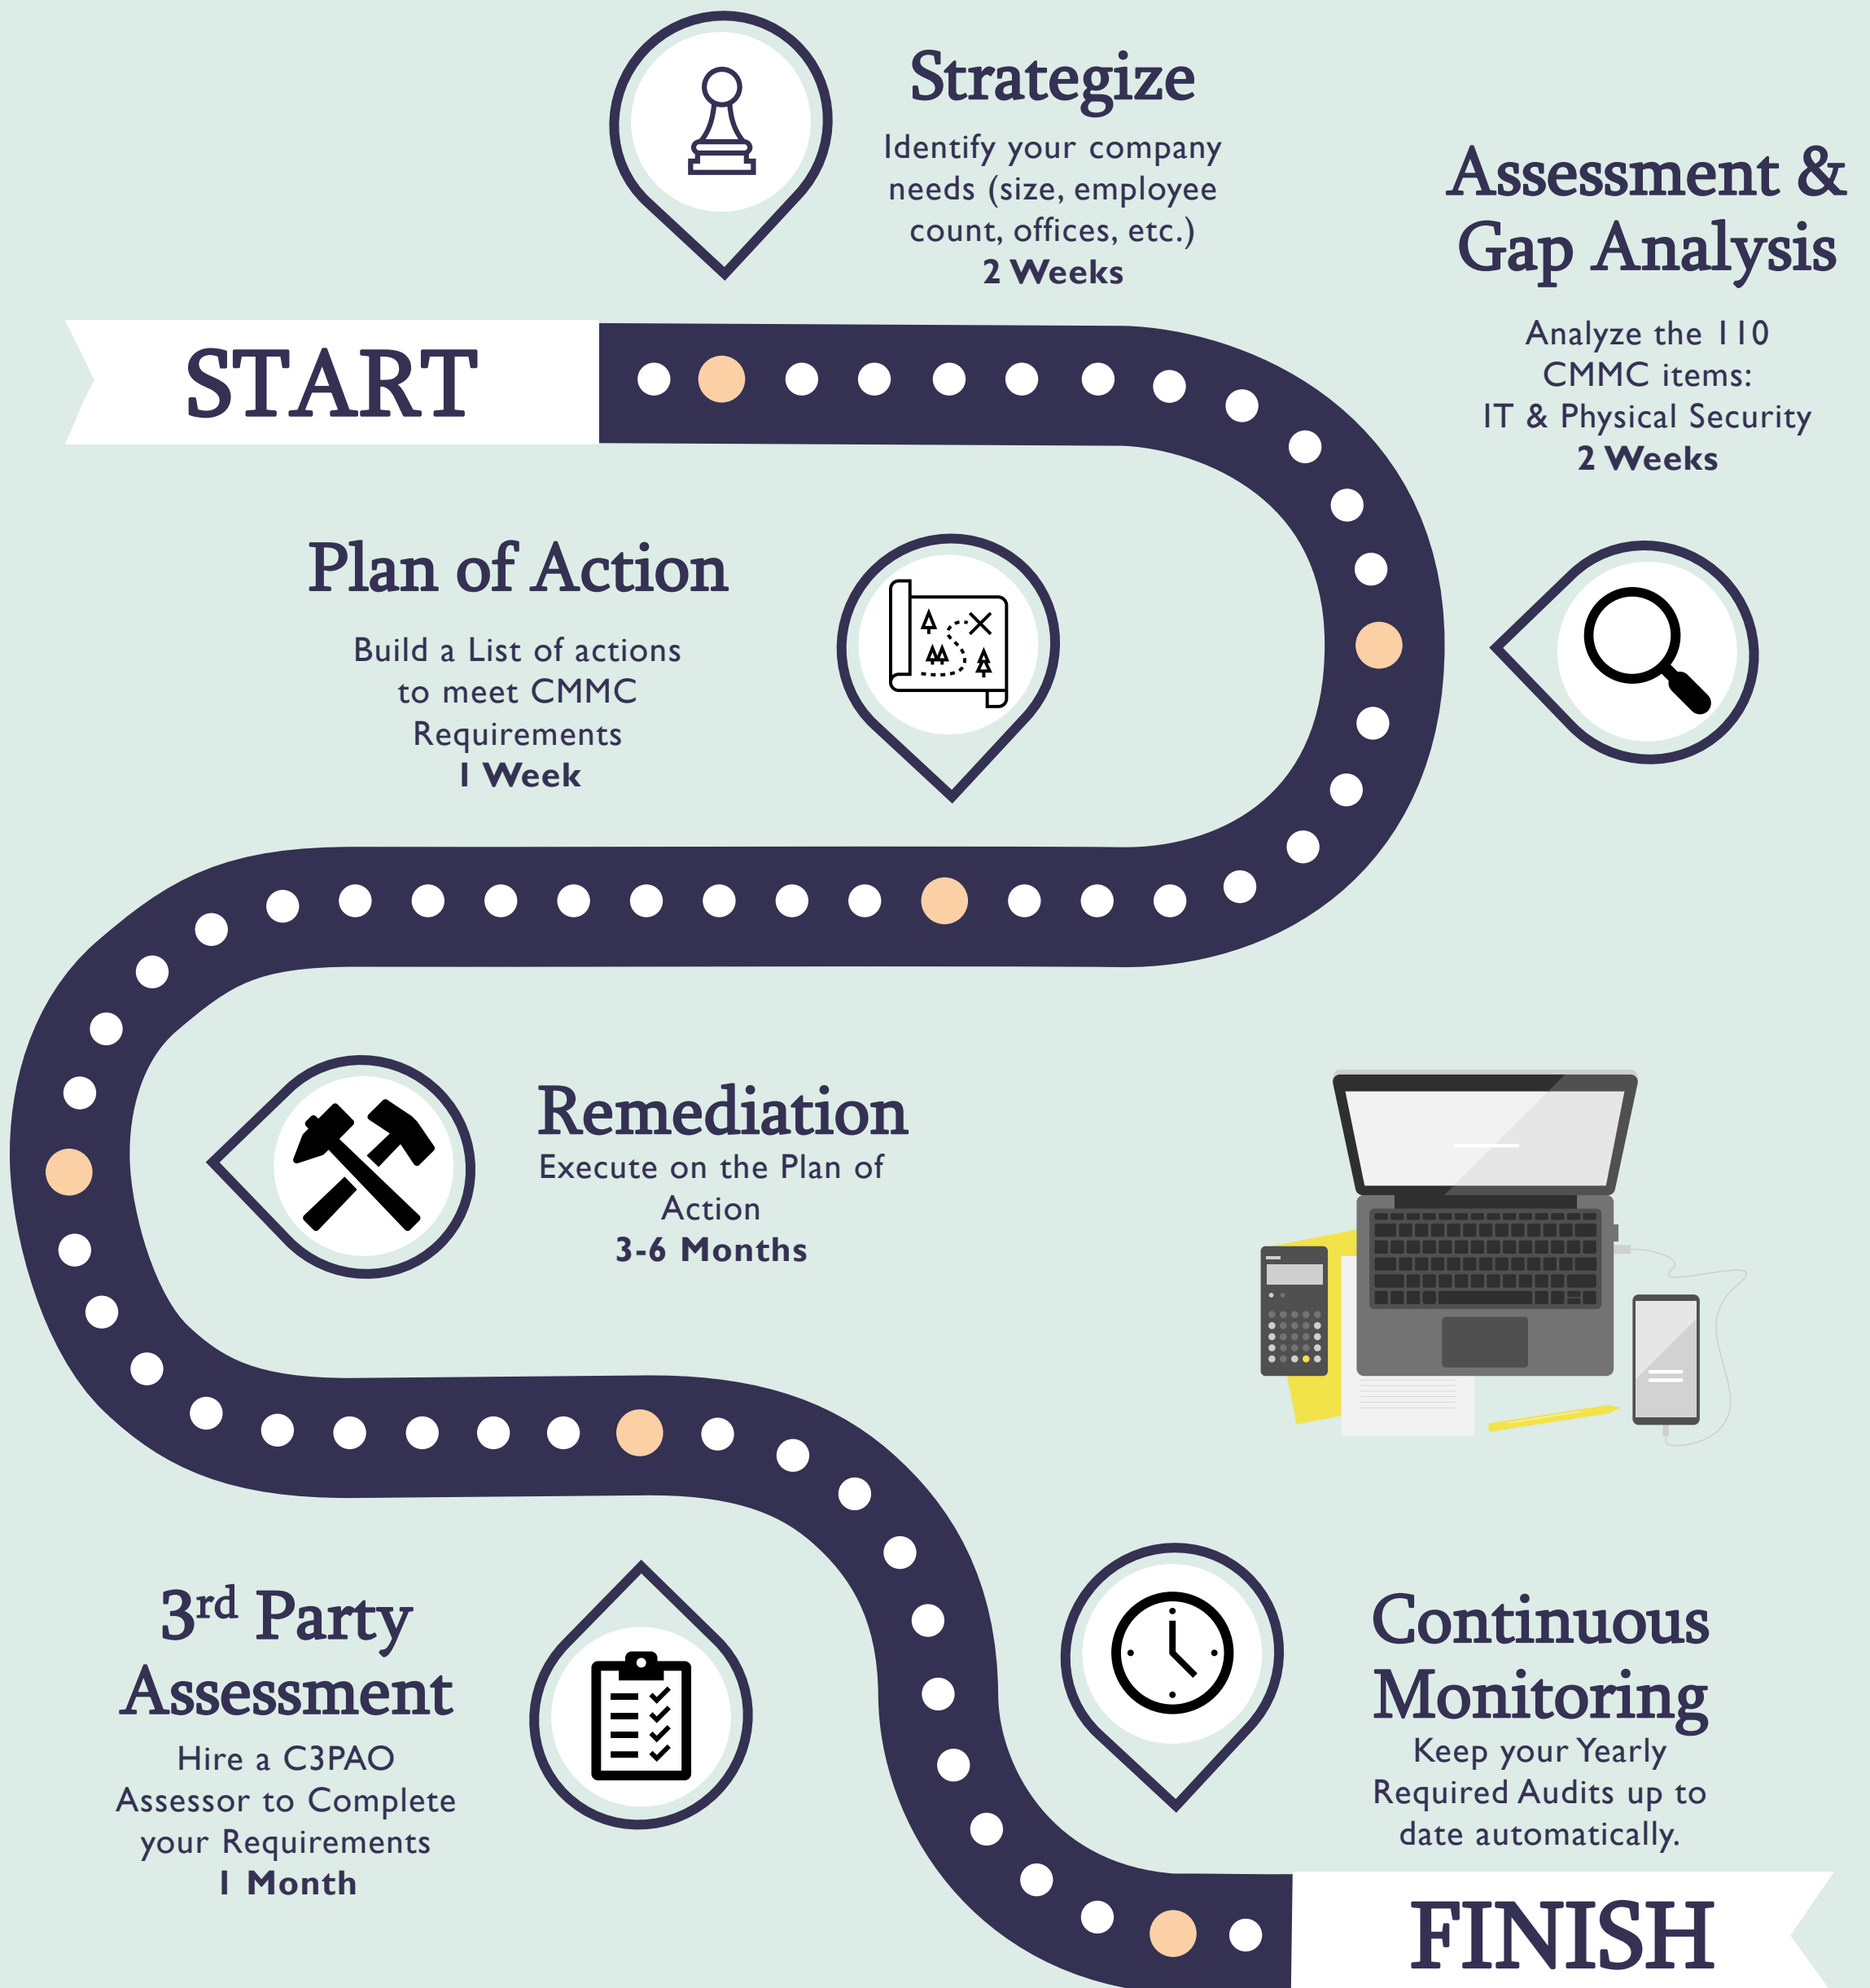 Strategize
Identify your company
needs (size, employee
count, offices, etc.)
2 Weeks
Assessment &
Gap Analysis
Analyze the 110
CMMC items:
IT & Physical Security
2 Weeks
START
Plan of Action
Build a List of actions
to meet CMMC
Requirements
1 Week
Remediation
Execute on the Plan of
Action
3-6 Months
3rd Party
Assessment
Hire a C3PAO
Assessor to Complete
your Requirements
1 Month
Continuous
Monitoring
Keep your Yearly
Required Audits up to
date automatically.
FINISH